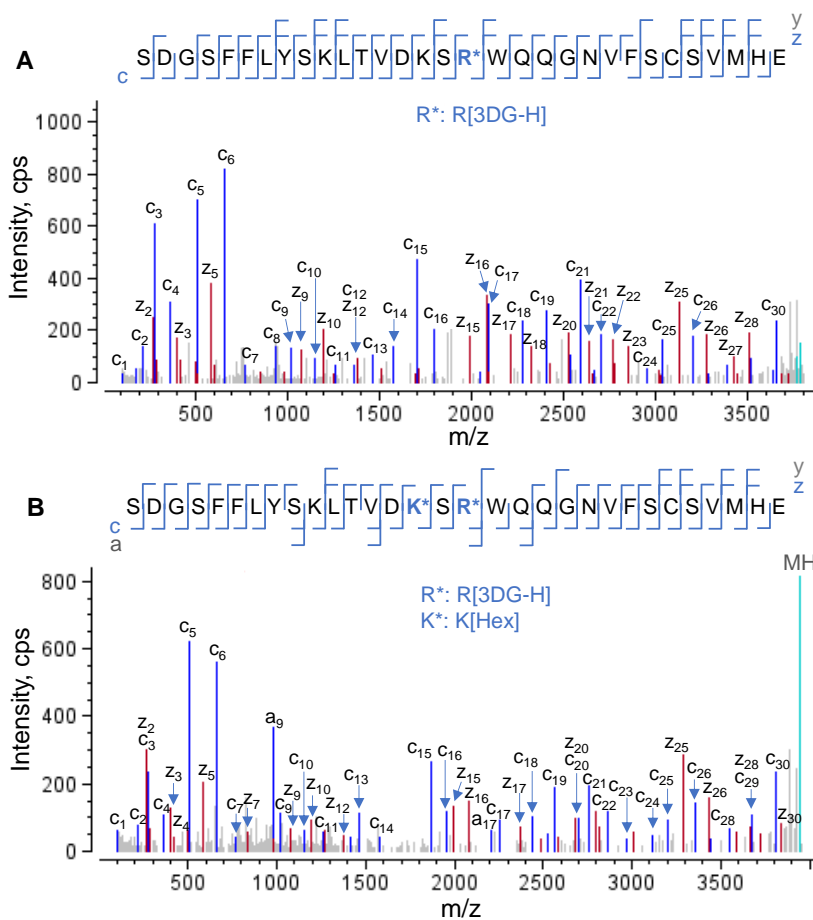 y
z
A
SDGSFFLYSKLTVDKSR*WQQGNVFSCSVMHE
c
R*: R[3DG-H]
Intensity, cps
1000
800
600
400
200
0
c1 c2 z2 c3 c4 z3 c5 z5 c6 c7 c8 c9 z9 c10 z10 c11 c12 z12 c13 c14 c15 c16 z15 z16 c17 z17 c18 z18 c19 z20 c21 z21 c22 z22 z23 c24 c25 z25 c26 z26 z27 z28 c30
500 1000 1500 2000 2500 3000 3500
m/z
y
z
B
SDGSFFLYSKLTVDK*SR*WQQGNVFSCSVMHE
c
a
MH
R*: R[3DG-H]
K*: K[Hex]
Intensity, cps
800
600
400
200
0
c1 c2 z2 c3 c4 z3 z4 c5 z5 c6 c7 z7 a9 c9 z9 c10 z10 c11 z12 c13 c14 c15 c16 z15 z16 a17 c17 z17 c18 c19 z20 c20 c21 c22 c23 c24 c25 z25 c26 z26 c28 z28 c29 c30 z30
500 1000 1500 2000 2500 3000 3500
m/z